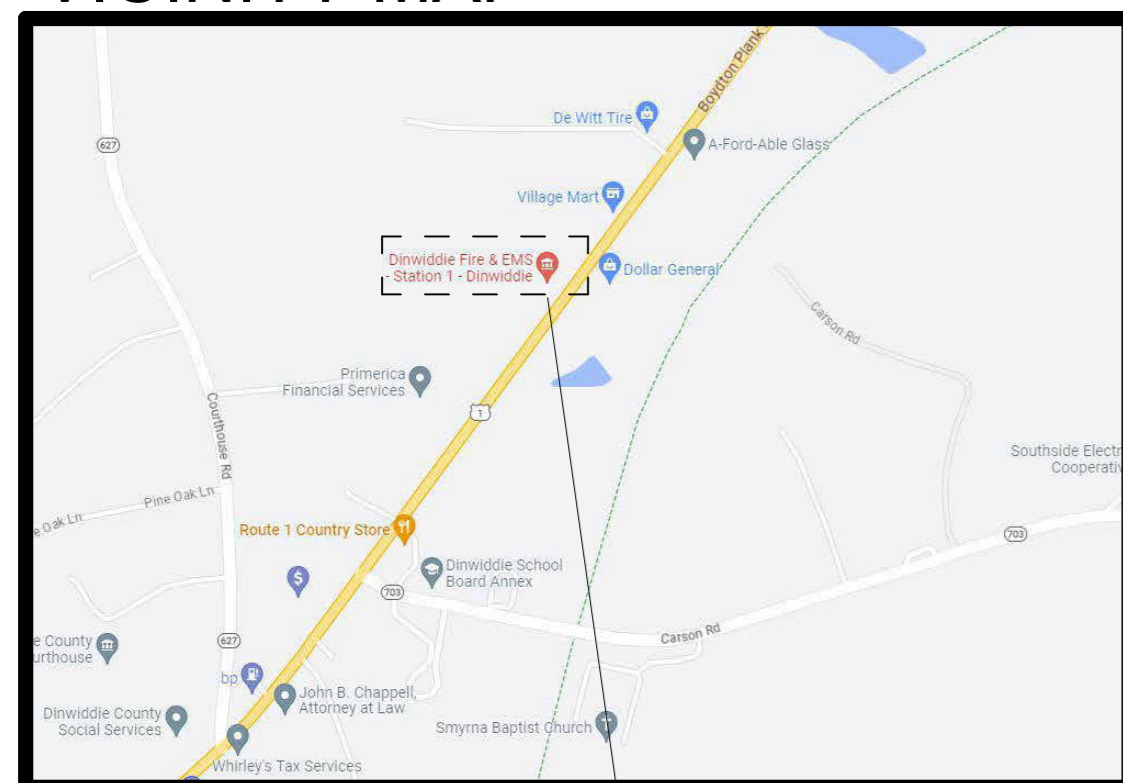 VICINITY MAP
Boydton Plank
De Witt Tire
A-Ford-Able Glass
627
Village Mart
Dinwiddie Fire & EMS
- Station 1 - Dinwiddie
Dollar General
Carson Rd
Primerica
Financial Services
1
Courthouse Rd
Southside Electr
Cooperativ
Pine Oak Ln
e Oak Ln
Route 1 Country Store
703
Dinwiddie School
Board Annex
$
703
Carson Rd
e County
urthouse
627
bp
John B. Chappell,
Attorney at Law
Dinwiddie County
Social Services
Smyrna Baptist Church
Whirley's Tax Services